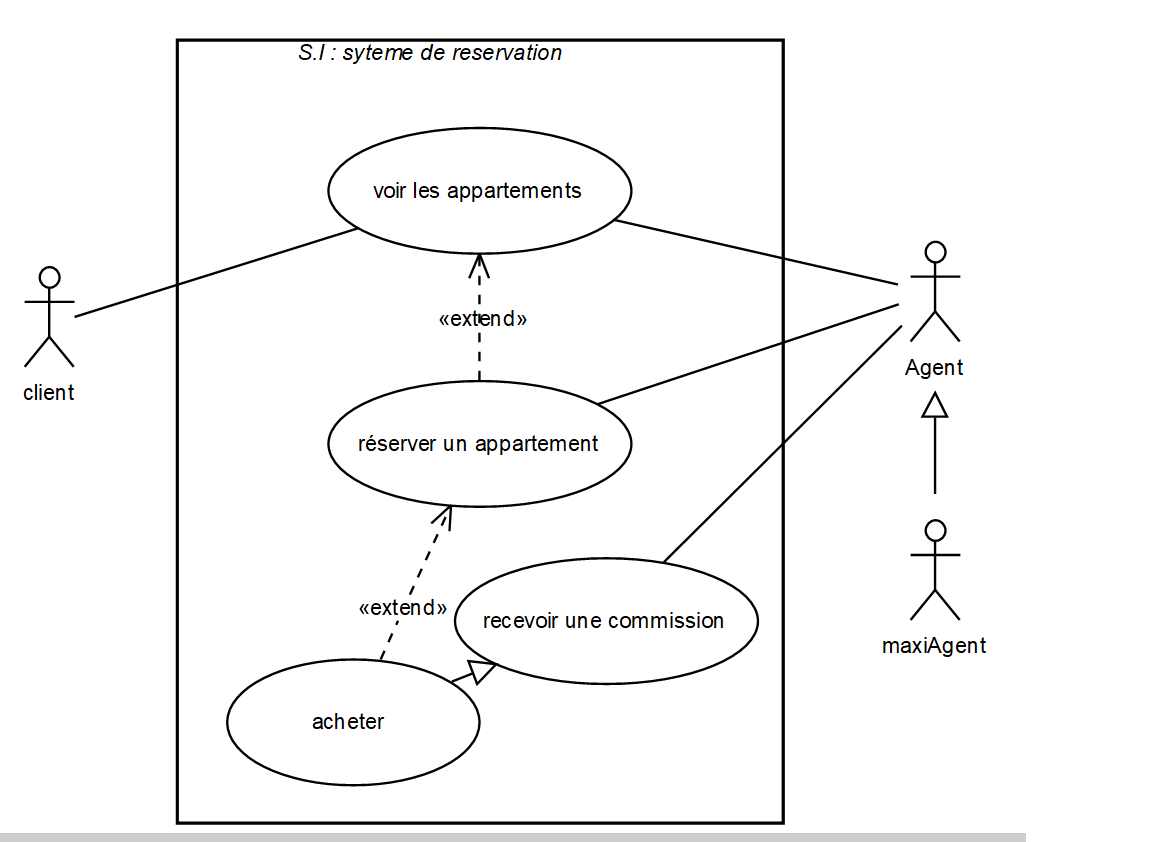 S.I : syteme de reservation
voir les appartements
«extend»
client
Agent
réserver un appartement
«extend»
recevoir une commission
maxiAgent
acheter